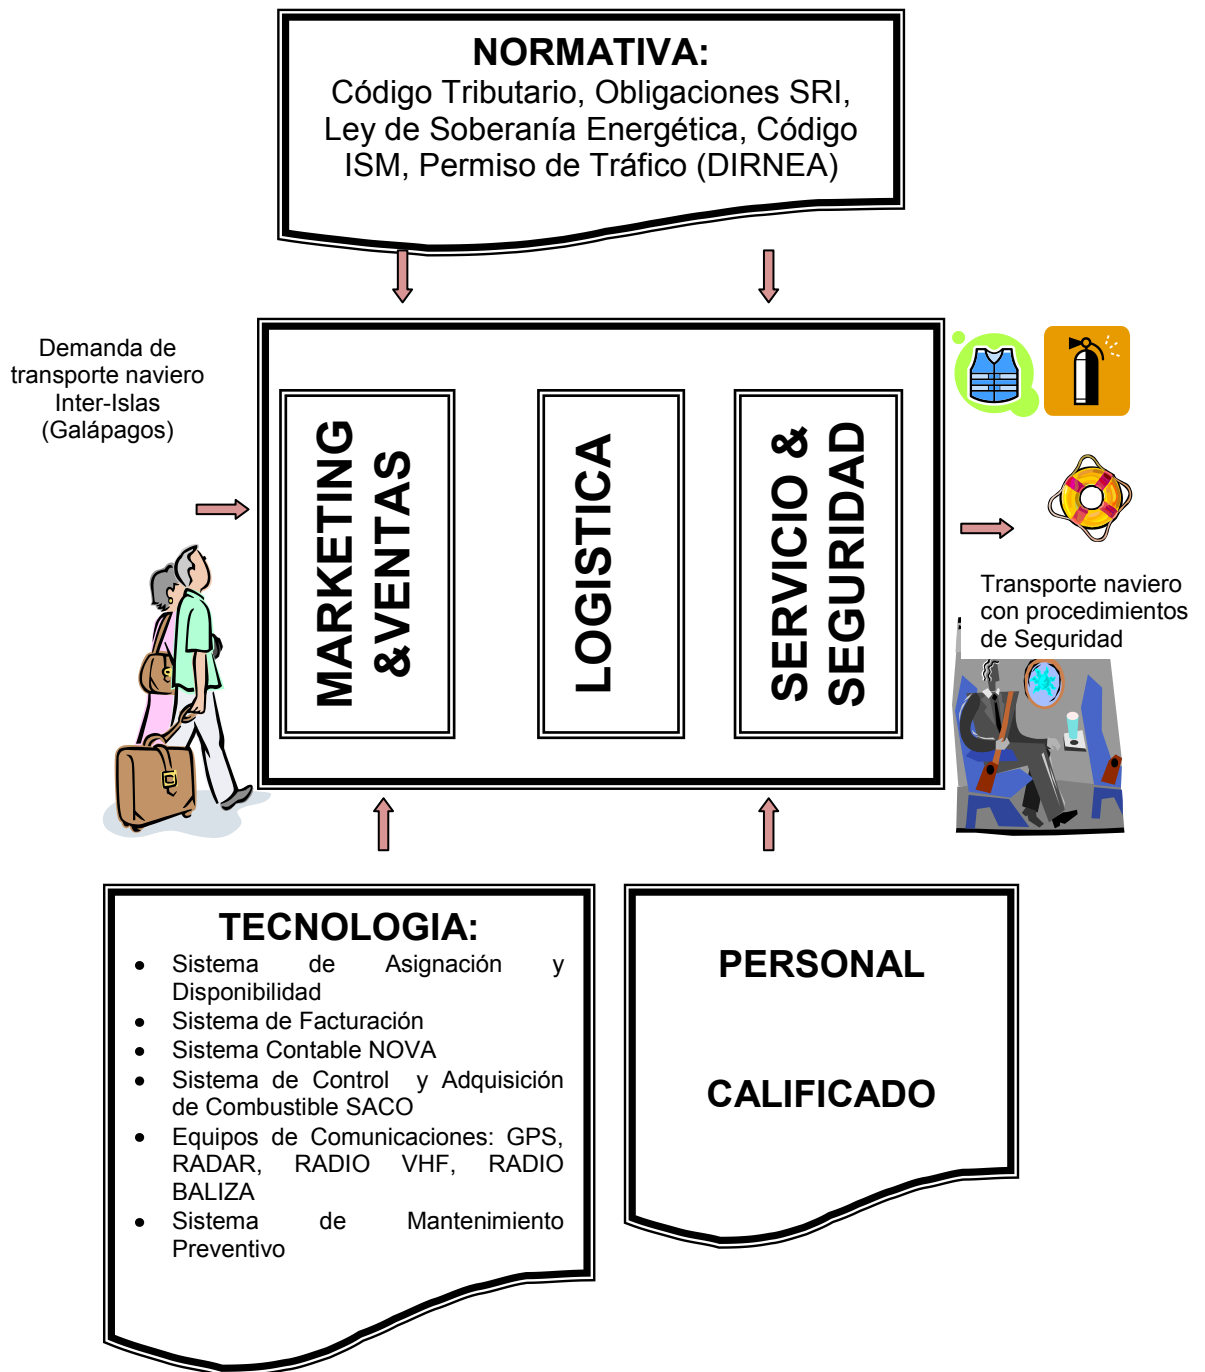 NORMATIVA:
Código Tributario, Obligaciones SRI,
Ley de Soberanía Energética, Código
ISM, Permiso de Tráfico (DIRNEA)
Demanda de
transporte naviero
Inter-Islas
(Galápagos)
MARKETING
&VENTAS
LOGISTICA
SERVICIO &
SEGURIDAD
Transporte naviero
con procedimientos
de Seguridad
TECNOLOGIA:
• Sistema de Asignación y
Disponibilidad
• Sistema de Facturación
• Sistema Contable NOVA
• Sistema de Control y Adquisición
de Combustible SACO
• Equipos de Comunicaciones: GPS,
RADAR, RADIO VHF, RADIO
BALIZA
• Sistema de Mantenimiento
Preventivo
PERSONAL
CALIFICADO